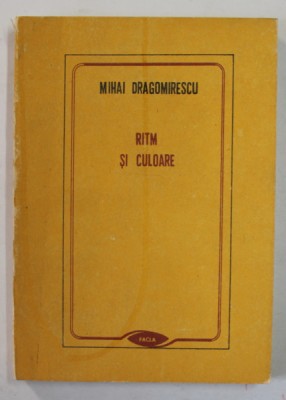 MIHAI DRAGOMIRESCU
RITM
ȘI CULOARE
FACLA